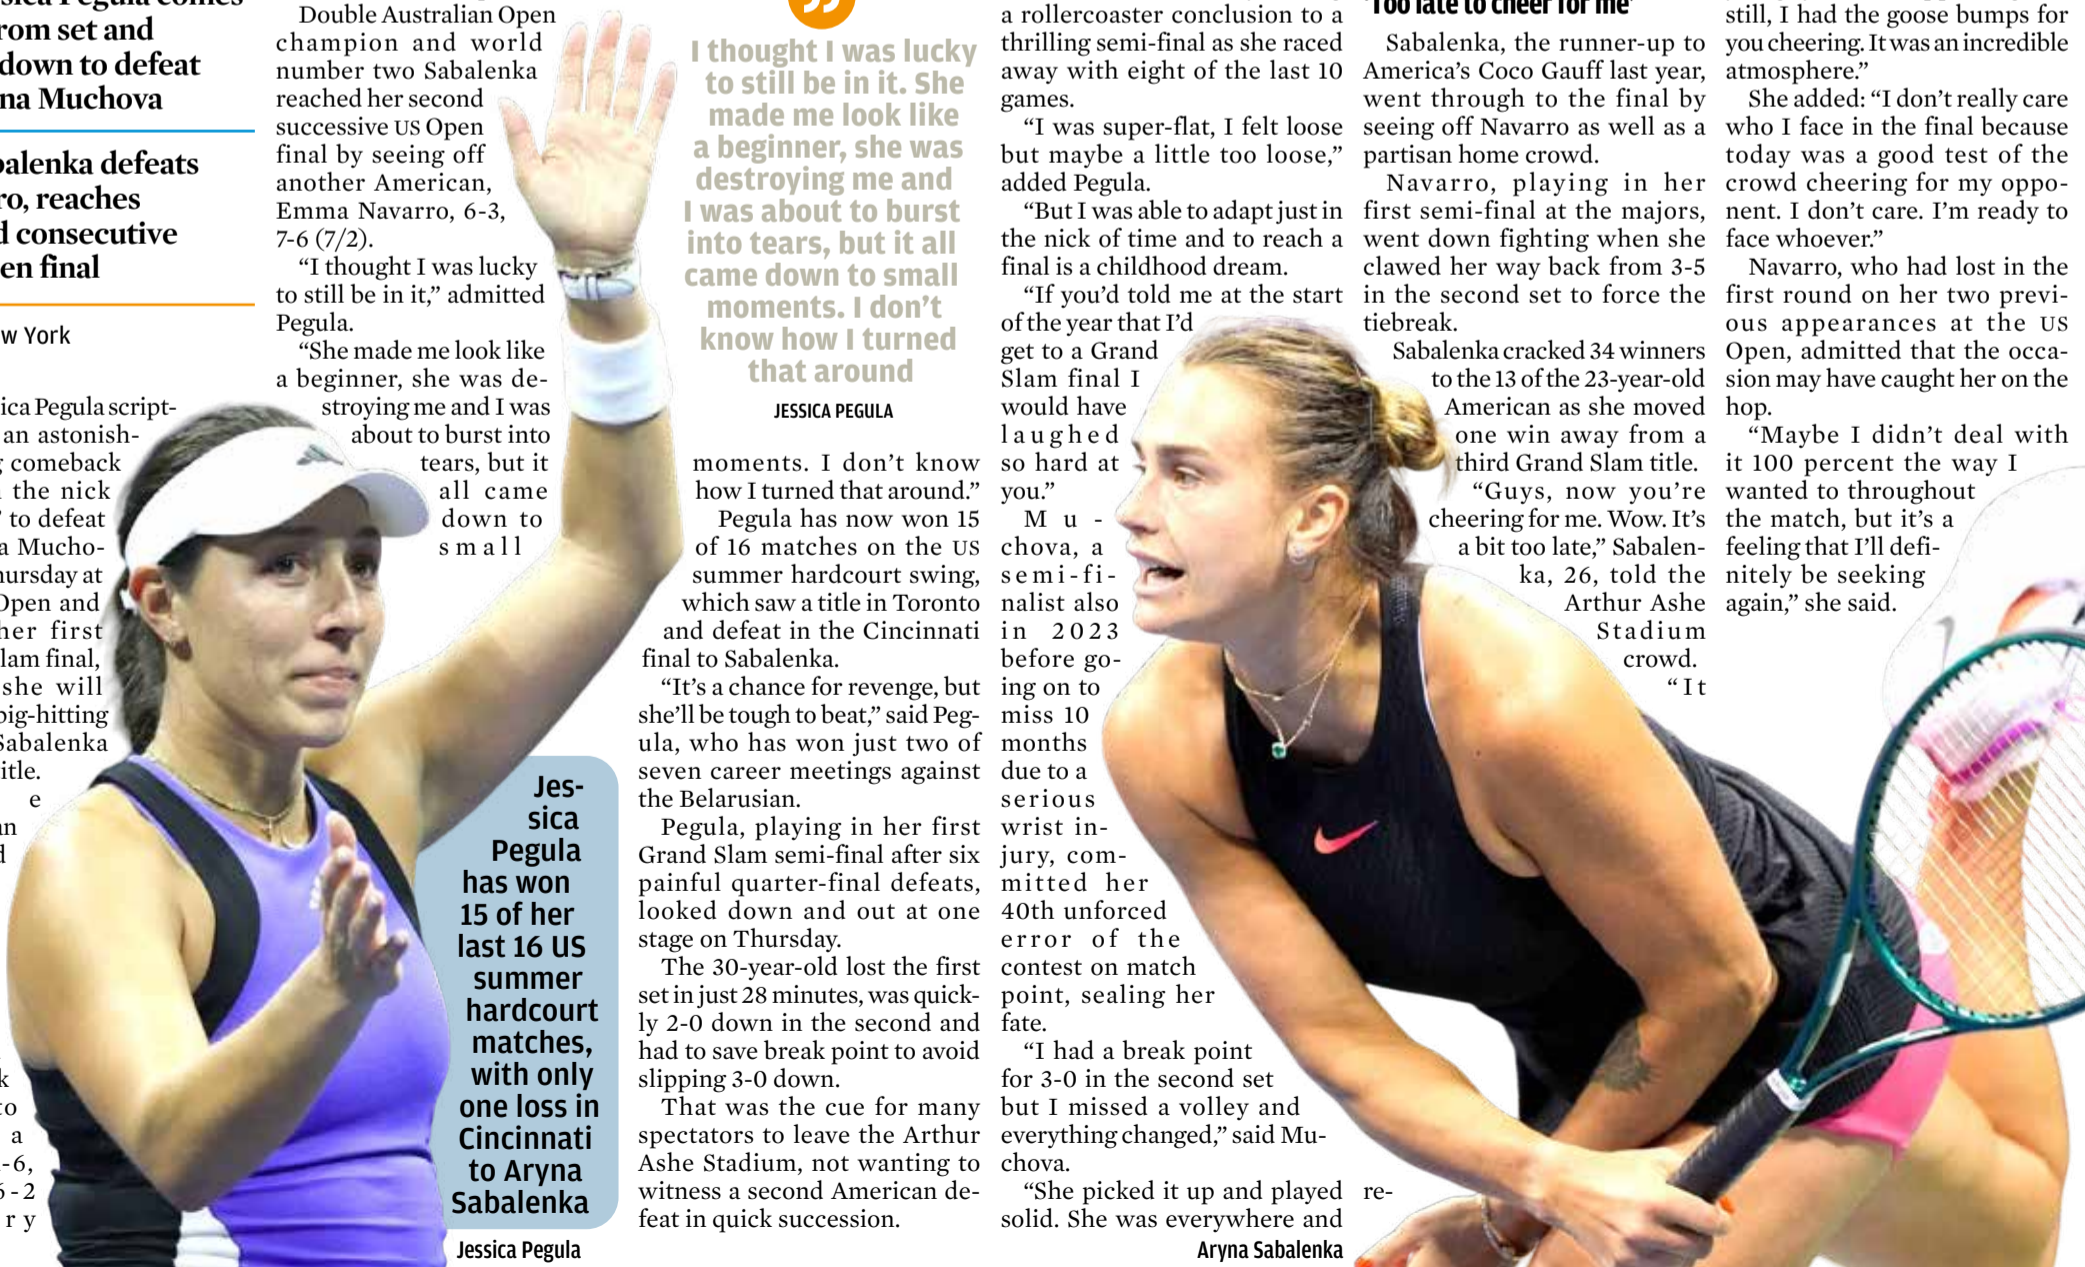 sica Pegula comes
rom set and
down to defeat
na Muchova
balenka defeats
ro, reaches
d consecutive
en final
w York
ica Pegula script-
an astonish-
comeback
the nick
to defeat
a Mucho-
hursday at
Open and
her first
lam final,
she will
big-hitting
Sabalenka
itle.
e
an
d
k
to
a
-6,
6-2
ry
Double Australian Open
champion and world
number two Sabalenka
reached her second
successive US Open
final by seeing off
another American,
Emma Navarro, 6-3,
7-6 (7/2).
“I thought I was lucky
to still be in it,” admitted
Pegula.
“She made me look like
a beginner, she was de-
stroying me and I was
about to burst into
tears, but it
all came
down to
small
Jes-
sica
Pegula
has won
15 of her
last 16 US
summer
hardcourt
matches,
with only
one loss in
Cincinnati
to Aryna
Sabalenka
Jessica Pegula
I thought I was lucky
to still be in it. She
made me look like
a beginner, she was
destroying me and
I was about to burst
into tears, but it all
came down to small
moments. I don’t
know how I turned
that around
JESSICA PEGULA
moments. I don’t know
how I turned that around.”
Pegula has now won 15
of 16 matches on the US
summer hardcourt swing,
which saw a title in Toronto
and defeat in the Cincinnati
final to Sabalenka.
“It’s a chance for revenge, but
she’ll be tough to beat,” said Peg-
ula, who has won just two of
seven career meetings against
the Belarusian.
Pegula, playing in her first
Grand Slam semi-final after six
painful quarter-final defeats,
looked down and out at one
stage on Thursday.
The 30-year-old lost the first
set in just 28 minutes, was quick-
ly 2-0 down in the second and
had to save break point to avoid
slipping 3-0 down.
That was the cue for many
spectators to leave the Arthur
Ashe Stadium, not wanting to
witness a second American de-
feat in quick succession.
a rollercoaster conclusion to a
thrilling semi-final as she raced
away with eight of the last 10
games.
“I was super-flat, I felt loose
but maybe a little too loose,”
added Pegula.
“But I was able to adapt just in
the nick of time and to reach a
final is a childhood dream.
“If you’d told me at the start
of the year that I’d
get to a Grand
Slam final I
would have
laughed
so hard at
you.”
Mu-
chova, a
semi-fi-
nalist also
in 2023
before go-
ing on to
miss 10
months
due to a
serious
wrist in-
jury, com-
mitted her
40th unforced
error of the
contest on match
point, sealing her
fate.
“I had a break point
for 3-0 in the second set
but I missed a volley and
everything changed,” said Mu-
chova.
“She picked it up and played
solid. She was everywhere and
re-
Aryna Sabalenka
‘Too late to cheer for me’
Sabalenka, the runner-up to
America’s Coco Gauff last year,
went through to the final by
seeing off Navarro as well as a
partisan home crowd.
Navarro, playing in her
first semi-final at the majors,
went down fighting when she
clawed her way back from 3-5
in the second set to force the
tiebreak.
Sabalenka cracked 34 winners
to the 13 of the 23-year-old
American as she moved
one win away from a
third Grand Slam title.
“Guys, now you’re
cheering for me. Wow. It’s
a bit too late,” Sabalen-
ka, 26, told the
Arthur Ashe
Stadium
crowd.
“It
still, I had the goose bumps for
you cheering. It was an incredible
atmosphere.”
She added: “I don’t really care
who I face in the final because
today was a good test of the
crowd cheering for my oppo-
nent. I don’t care. I’m ready to
face whoever.”
Navarro, who had lost in the
first round on her two previ-
ous appearances at the US
Open, admitted that the occa-
sion may have caught her on the
hop.
“Maybe I didn’t deal with
it 100 percent the way I
wanted to throughout
the match, but it’s a
feeling that I’ll defi-
nitely be seeking
again,” she said.